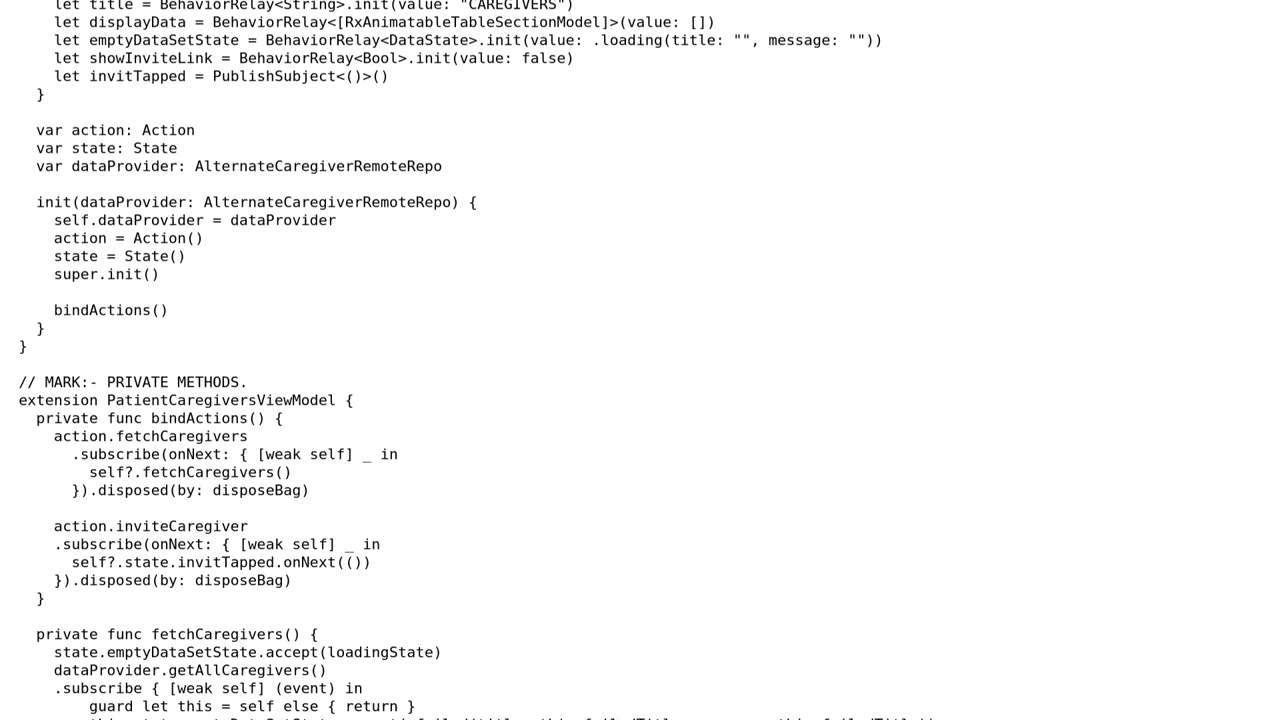 let title = BehaviorRelay<String>.init(value: "CAREGIVERS")
let displayData = BehaviorRelay<[RxAnimatableTableSectionModel]>(value: [])
let emptyDataSetState = BehaviorRelay<DataState>.init(value: .loading(title: "", message: ""))
let showInviteLink = BehaviorRelay<Bool>.init(value: false)
let invitTapped = PublishSubject<()>()
}
var action: Action
var state: State
var dataProvider: AlternateCaregiverRemoteRepo
init(dataProvider: AlternateCaregiverRemoteRepo) {
self.dataProvider = dataProvider
action = Action()
state = State()
super.init()
bindActions()
}
}
// MARK:- PRIVATE METHODS.
extension PatientCaregiversViewModel {
private func bindActions() {
action.fetchCaregivers
.subscribe(onNext: { [weak self] _ in
self?.fetchCaregivers()
}).disposed(by: disposeBag)
action.inviteCaregiver
.subscribe(onNext: { [weak self] _ in
self?.state.invitTapped.onNext(())
}).disposed(by: disposeBag)
}
private func fetchCaregivers() {
state.emptyDataSetState.accept(loadingState)
dataProvider.getAllCaregivers()
.subscribe { [weak self] (event) in
guard let this = self else { return }